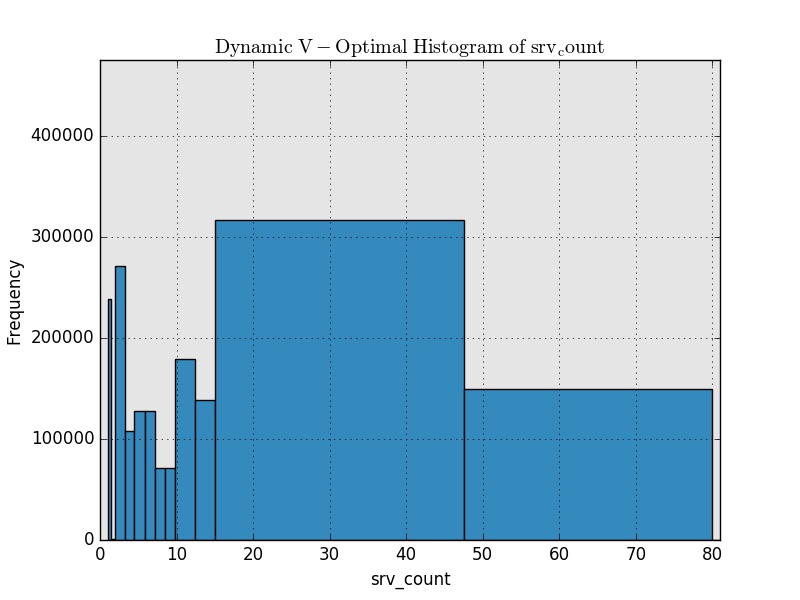 Dynamic V − Optimal Histogram of srv_count
400000
300000
200000
100000
0
Frequency
0 10 20 30 40 50 60 70 80
srv_count